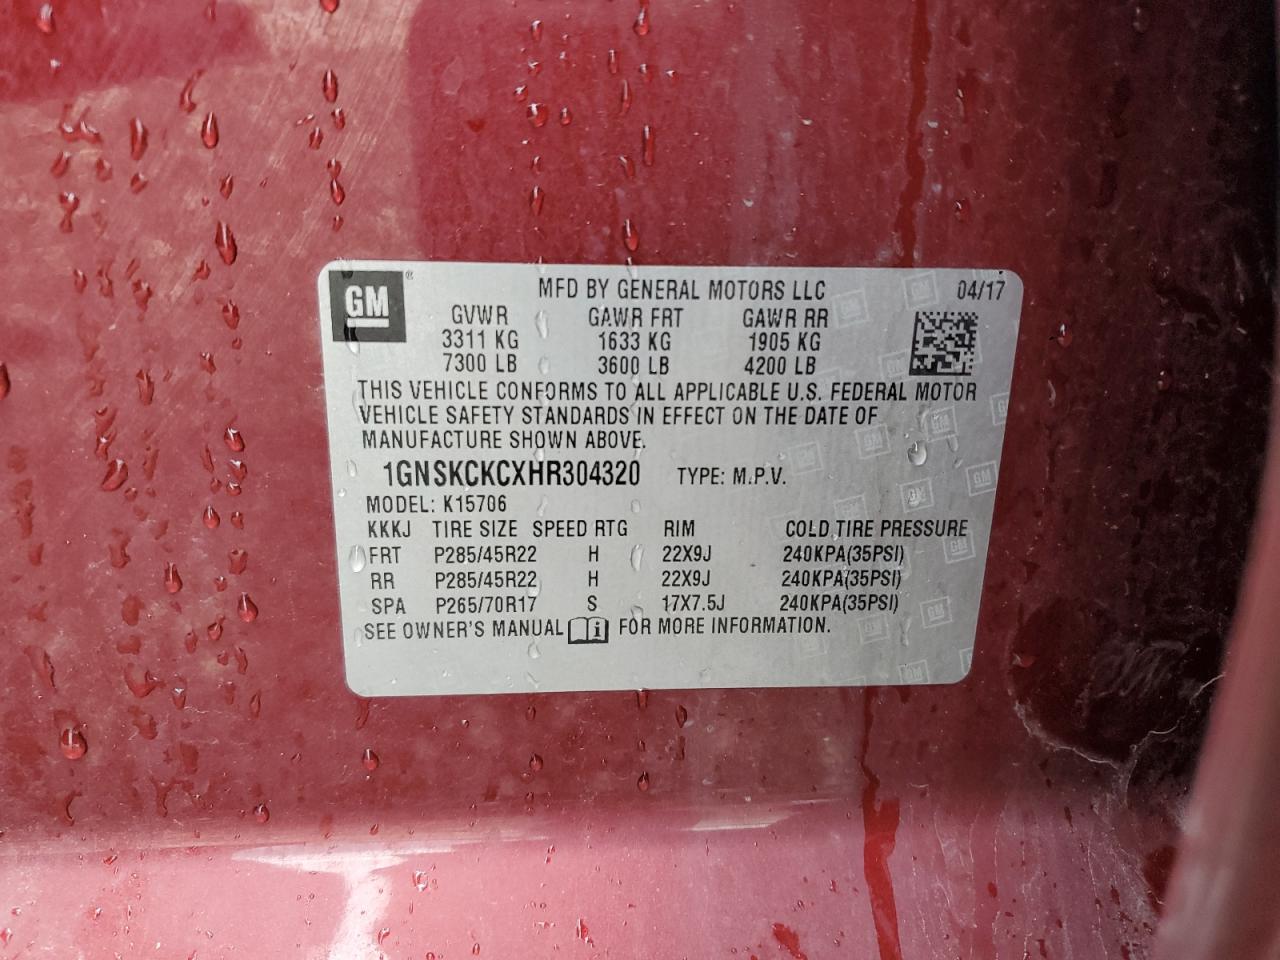 GM ®
MFD BY GENERAL MOTORS LLC 04/17
GVWR GAWR FRT GAWR RR
3311 KG 1633 KG 1905 KG
7300 LB 3600 LB 4200 LB
THIS VEHICLE CONFORMS TO ALL APPLICABLE U.S. FEDERAL MOTOR
VEHICLE SAFETY STANDARDS IN EFFECT ON THE DATE OF
MANUFACTURE SHOWN ABOVE.
1GNSKCKCXHR304320 TYPE: M.P.V.
MODEL: K15706
KKKJ TIRE SIZE SPEED RTG RIM COLD TIRE PRESSURE
FRT P285/45R22 H 22X9J 240KPA(35PSI)
RR P285/45R22 H 22X9J 240KPA(35PSI)
SPA P265/70R17 S 17X7.5J 240KPA(35PSI)
SEE OWNER'S MANUAL i FOR MORE INFORMATION.